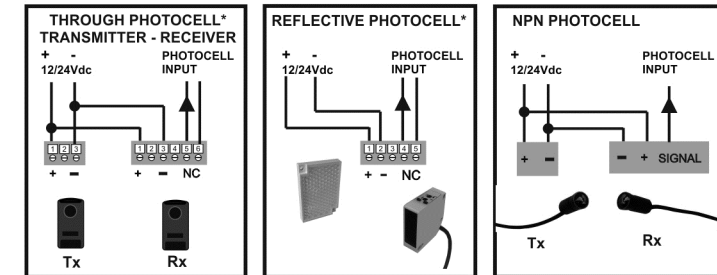 THROUGH PHOTOCELL*
TRANSMITTER - RECEIVER
+ -
12/24Vdc
PHOTOCELL
INPUT
1 2 3
1 2 3 4 5 6
+ -
+ - NC
Tx
Rx
REFLECTIVE PHOTOCELL*
+ -
12/24Vdc
PHOTOCELL
INPUT
1 2 3 4 5
+ - NC
NPN PHOTOCELL
+ -
12/24Vdc
PHOTOCELL
INPUT
+ -
- + SIGNAL
Tx
Rx